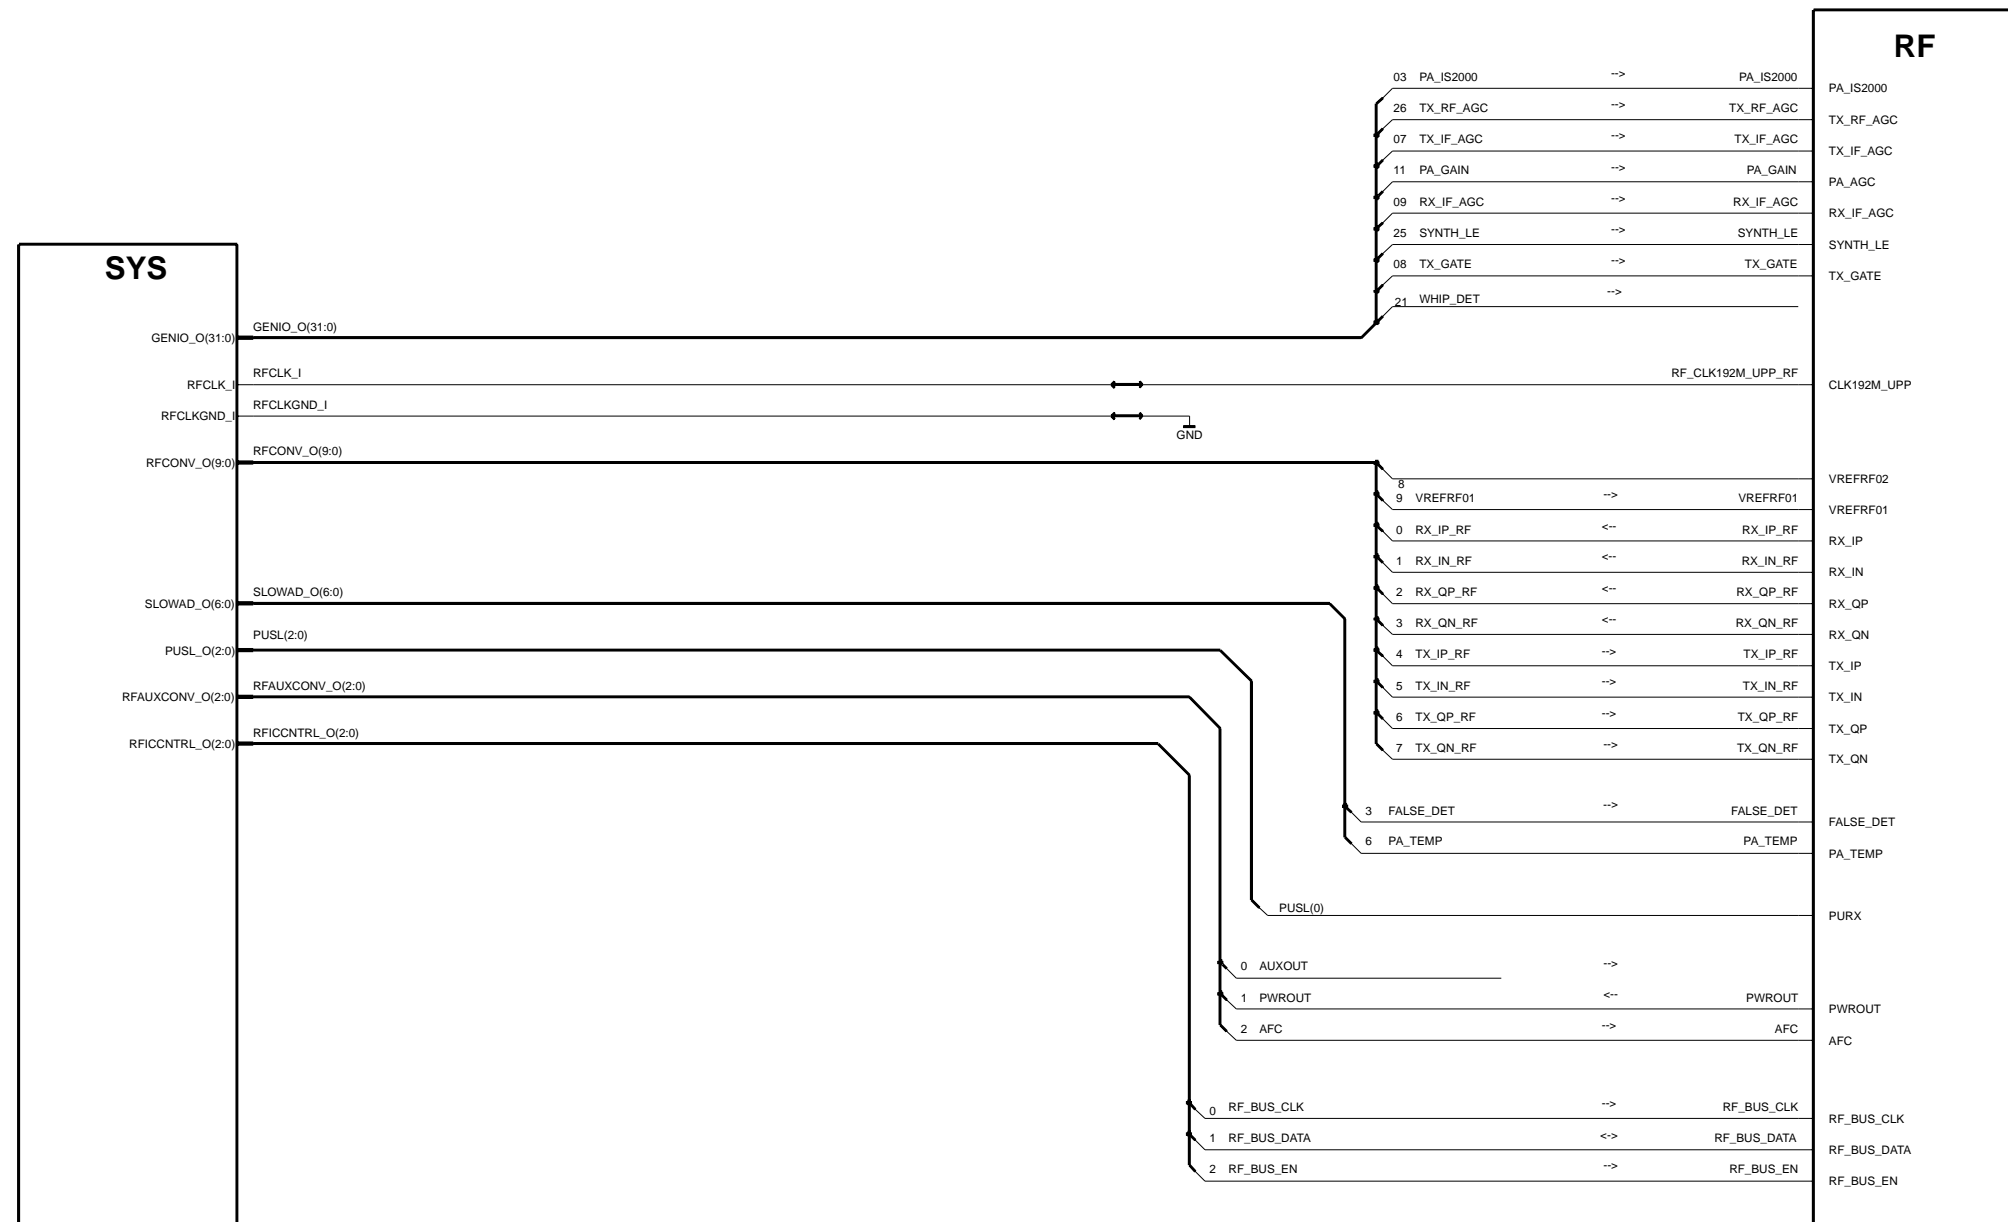 RF
03 PA_IS2000 --> PA_IS2000 PA_IS2000
26 TX_RF_AGC --> TX_RF_AGC TX_RF_AGC
07 TX_IF_AGC --> TX_IF_AGC TX_IF_AGC
11 PA_GAIN --> PA_GAIN PA_AGC
09 RX_IF_AGC --> RX_IF_AGC RX_IF_AGC
25 SYNTH_LE --> SYNTH_LE SYNTH_LE
08 TX_GATE --> TX_GATE TX_GATE
21 WHIP_DET -->
SYS
GENIO_O(31:0) GENIO_O(31:0)
RFCLK_I RFCLK_I RF_CLK192M_UPP_RF CLK192M_UPP
RFCLKGND_I RFCLKGND_I
GND
RFCONV_O(9:0) RFCONV_O(9:0)
8 VREFRF02
9 VREFRF01 --> VREFRF01 VREFRF01
0 RX_IP_RF <-- RX_IP_RF RX_IP
1 RX_IN_RF <-- RX_IN_RF RX_IN
2 RX_QP_RF <-- RX_QP_RF RX_QP
3 RX_QN_RF <-- RX_QN_RF RX_QN
4 TX_IP_RF --> TX_IP_RF TX_IP
5 TX_IN_RF --> TX_IN_RF TX_IN
6 TX_QP_RF --> TX_QP_RF TX_QP
7 TX_QN_RF --> TX_QN_RF TX_QN
SLOWAD_O(6:0) SLOWAD_O(6:0)
PUSL_O(2:0) PUSL(2:0)
RFAUXCONV_O(2:0) RFAUXCONV_O(2:0)
RFICCNTRL_O(2:0) RFICCNTRL_O(2:0)
3 FALSE_DET --> FALSE_DET FALSE_DET
6 PA_TEMP PA_TEMP PA_TEMP
PUSL(0) PURX
0 AUXOUT -->
1 PWROUT <-- PWROUT PWROUT
2 AFC --> AFC AFC
0 RF_BUS_CLK --> RF_BUS_CLK RF_BUS_CLK
1 RF_BUS_DATA <-> RF_BUS_DATA RF_BUS_DATA
2 RF_BUS_EN --> RF_BUS_EN RF_BUS_EN